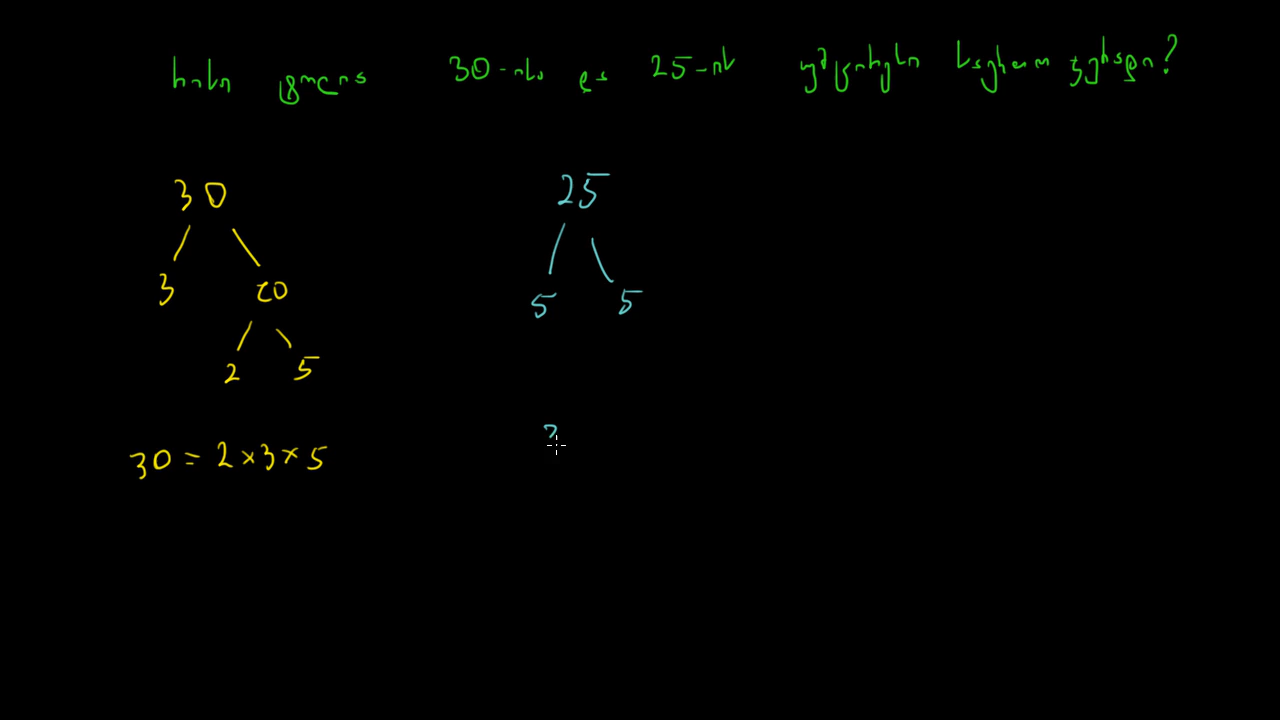 რისი ტოლია 30-ისა და 25-ის უმცირესი საერთო ჯერადი?
30 25
3 10 5 5
2 5
30 = 2 × 3 × 5 2